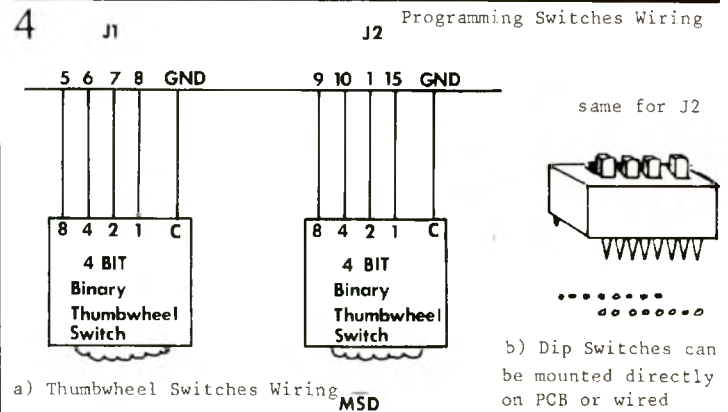 4
Programming Switches Wiring
J1
J2
5 6 7 8 GND
9 10 1 15 GND
same for J2
8 4 2 1 C
8 4 2 1 C
4 BIT
Binary
Thumbwheel
Switch
4 BIT
Binary
Thumbwheel
Switch
a) Thumbwheel Switches Wiring
MSD
b) Dip Switches can
be mounted directly
on PCB or wired